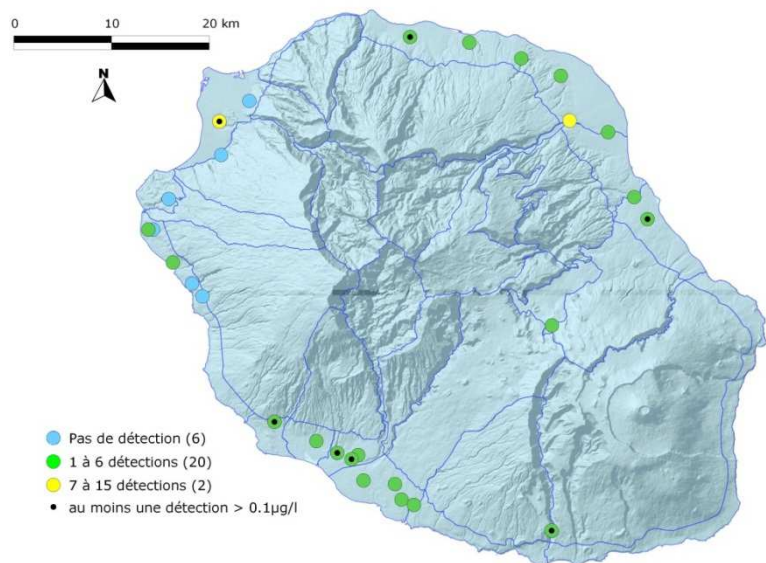 0 10 20 km
N
Pas de détection (6)
1 à 6 détections (20)
7 à 15 détections (2)
au moins une détection > 0.1µg/l